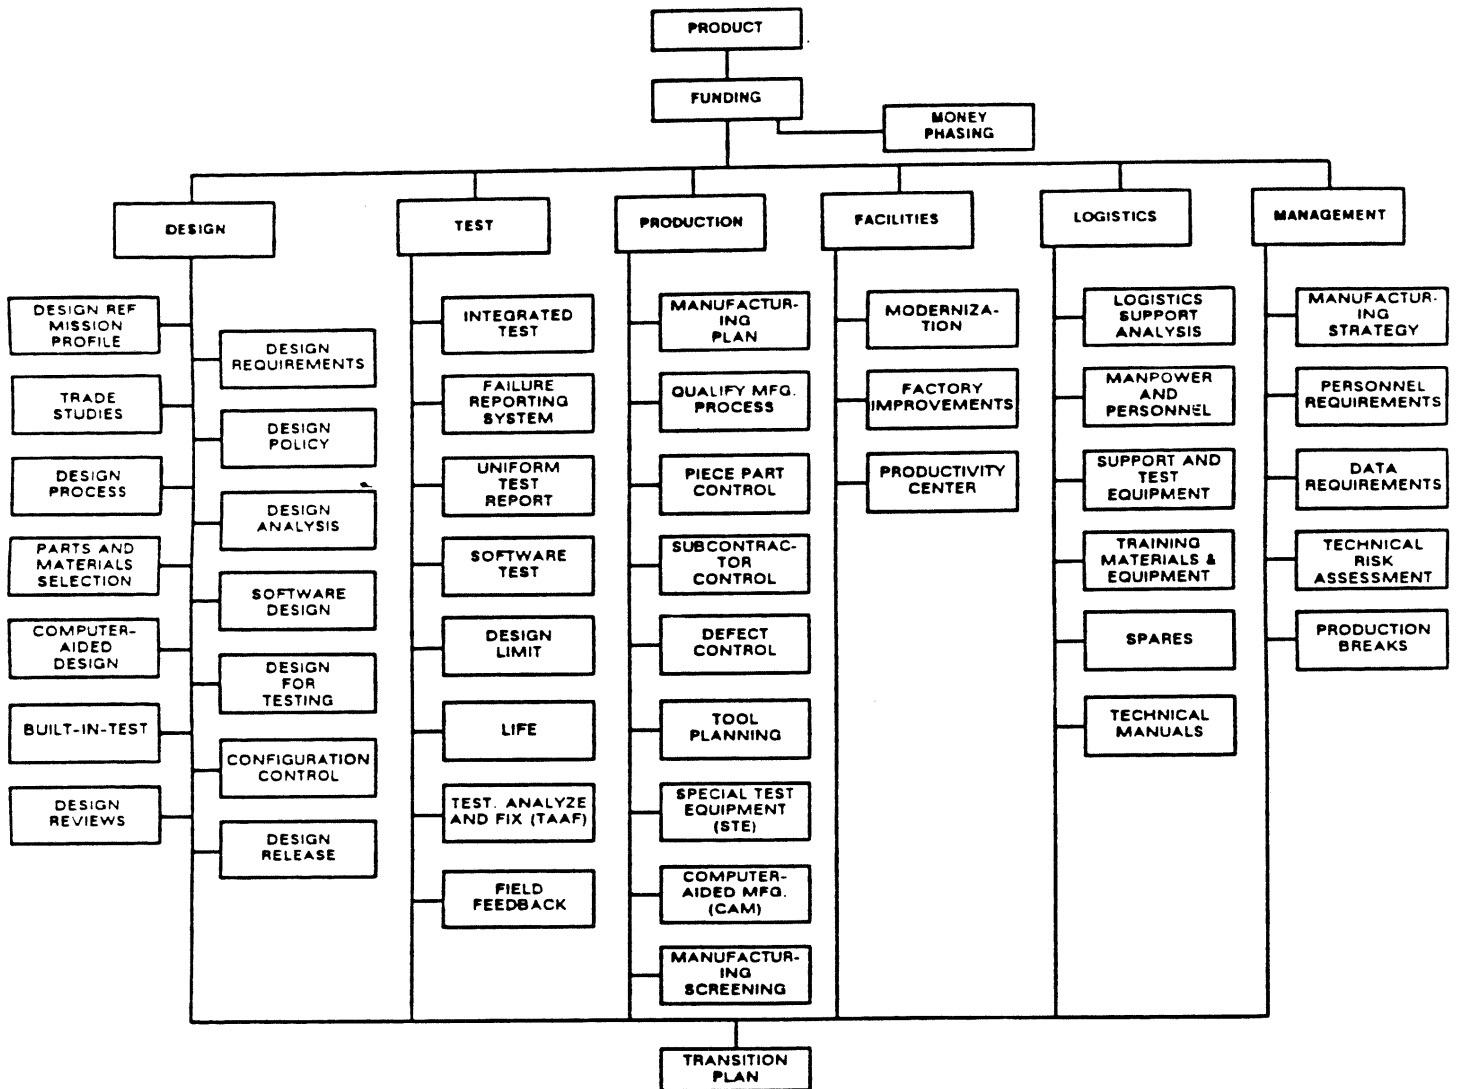 PRODUCT
FUNDING
MONEY
PHASING
DESIGN
TEST
PRODUCTION
FACILITIES
LOGISTICS
MANAGEMENT
DESIGN REF
MISSION
PROFILE
TRADE
STUDIES
DESIGN
PROCESS
PARTS AND
MATERIALS
SELECTION
COMPUTER-
AIDED
DESIGN
BUILT-IN-TEST
DESIGN
REVIEWS
DESIGN
REQUIREMENTS
DESIGN
POLICY
DESIGN
ANALYSIS
SOFTWARE
DESIGN
DESIGN
FOR
TESTING
CONFIGURATION
CONTROL
DESIGN
RELEASE
INTEGRATED
TEST
FAILURE
REPORTING
SYSTEM
UNIFORM
TEST
REPORT
SOFTWARE
TEST
DESIGN
LIMIT
LIFE
TEST. ANALYZE
AND FIX (TAAF)
FIELD
FEEDBACK
MANUFACTUR-
ING
PLAN
QUALIFY MFG.
PROCESS
PIECE PART
CONTROL
SUBCONTRAC-
TOR
CONTROL
DEFECT
CONTROL
TOOL
PLANNING
SPECIAL TEST
EQUIPMENT
(STE)
COMPUTER-
AIDED MFG.
(CAM)
MANUFACTUR-
ING
SCREENING
MODERNIZA-
TION
FACTORY
IMPROVEMENTS
PRODUCTIVITY
CENTER
LOGISTICS
SUPPORT
ANALYSIS
MANPOWER
AND
PERSONNEL
SUPPORT AND
TEST
EQUIPMENT
TRAINING
MATERIALS &
EQUIPMENT
SPARES
TECHNICAL
MANUALS
MANUFACTUR-
ING
STRATEGY
PERSONNEL
REQUIREMENTS
DATA
REQUIREMENTS
TECHNICAL
RISK
ASSESSMENT
PRODUCTION
BREAKS
TRANSITION
PLAN